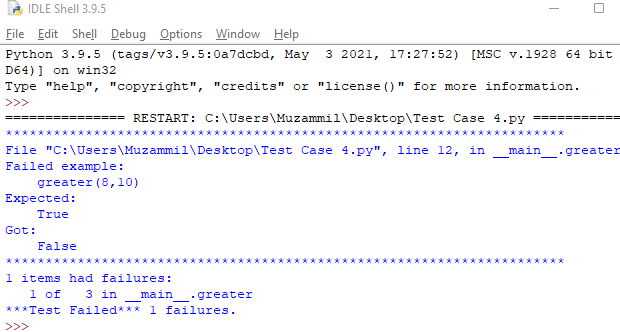 IDLE Shell 3.9.5
File Edit Shell Debug Options Window Help
Python 3.9.5 (tags/v3.9.5:0a7dcbd, May  3 2021, 17:27:52) [MSC v.1928 64 bit
D64)] on win32
Type "help", "copyright", "credits" or "license()" for more information.
>>>
=============== RESTART: C:\Users\Muzammil\Desktop\Test Case 4.py ===========
**********************************************************************
File "C:\Users\Muzammil\Desktop\Test Case 4.py", line 12, in __main__.greater
Failed example:
    greater(8,10)
Expected:
    True
Got:
    False
**********************************************************************
1 items had failures:
   1 of   3 in __main__.greater
***Test Failed*** 1 failures.
>>>